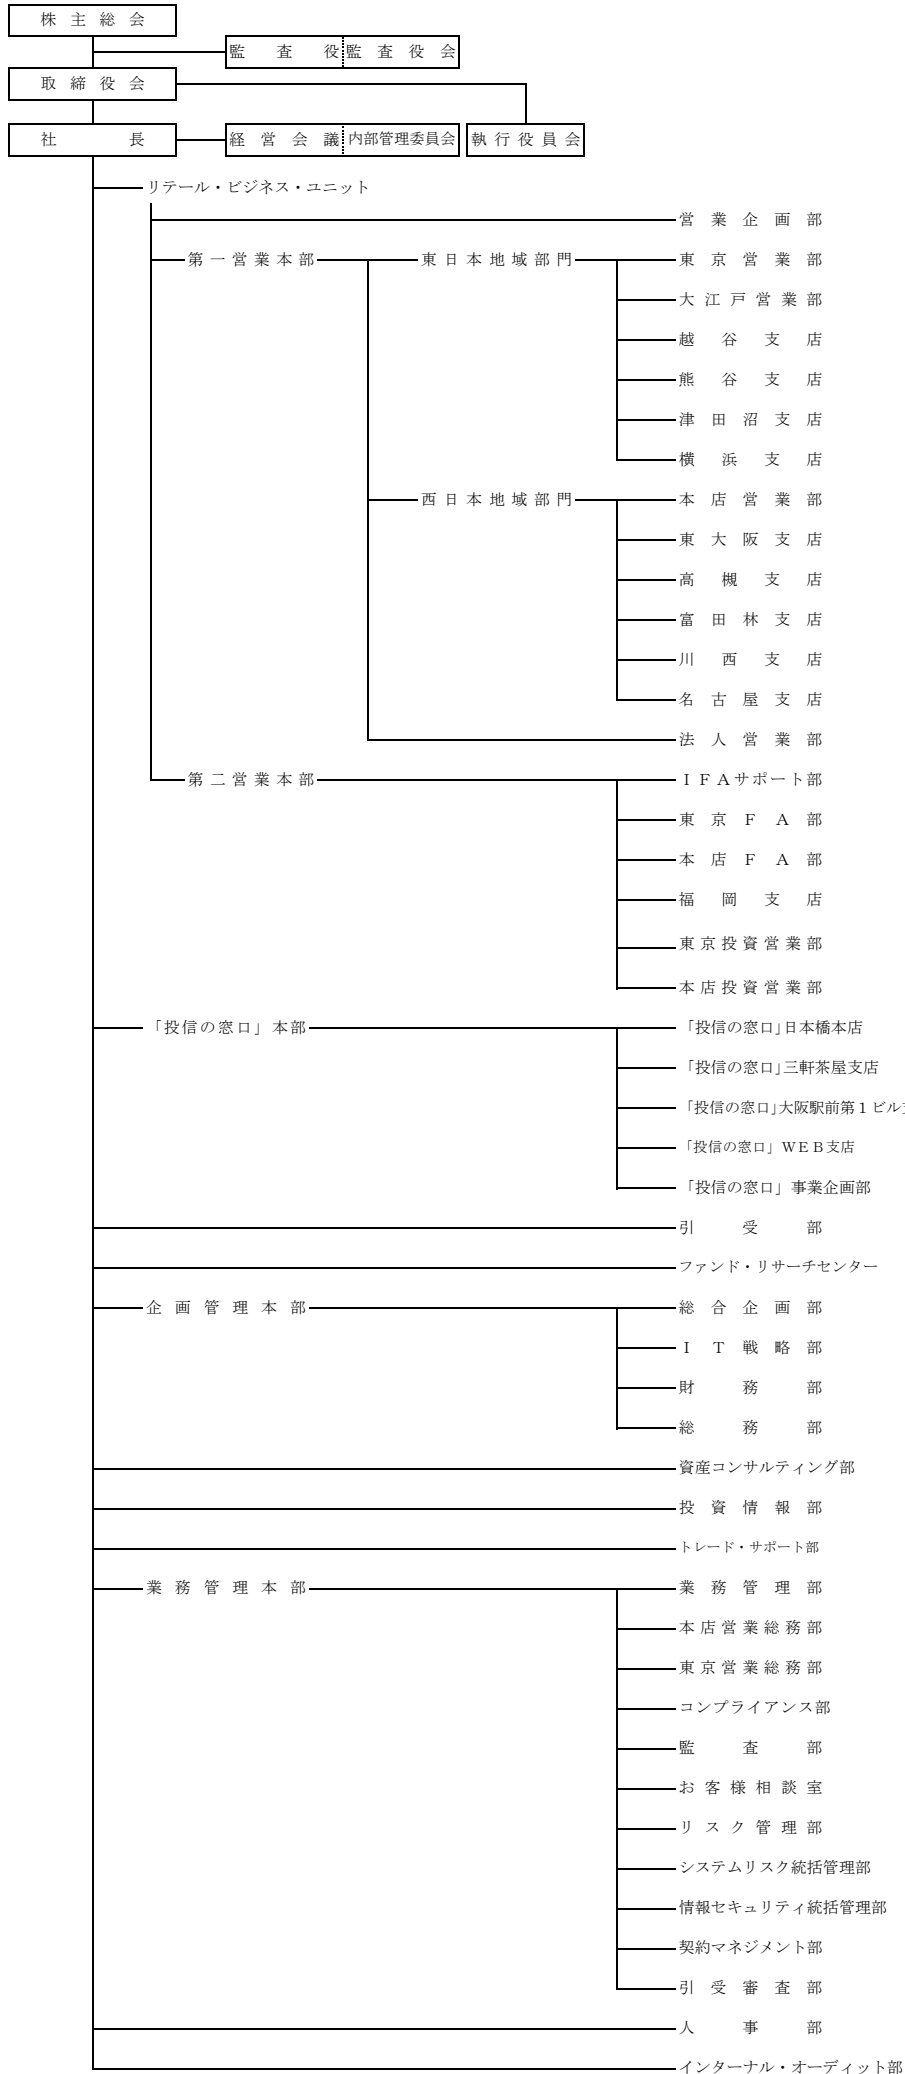 株主総会
監査役 監査役会
取締役会
社長 経営会議 内部管理委員会 執行役員会
リテール・ビジネス・ユニット
営業企画部
第一営業本部 東日本地域部門 東京営業部
大江戸営業部
越谷支店
熊谷支店
津田沼支店
横浜支店
西日本地域部門 本店営業部
東大阪支店
高槻支店
富田林支店
川西支店
名古屋支店
法人営業部
第二営業本部 ＩＦＡサポート部
東京ＦＡ部
本店ＦＡ部
福岡支店
東京投資営業部
本店投資営業部
「投信の窓口」本部 「投信の窓口」日本橋本店
「投信の窓口」三軒茶屋支店
「投信の窓口」大阪駅前第１ビル
「投信の窓口」ＷＥＢ支店
「投信の窓口」事業企画部
引受部
ファンド・リサーチセンター
企画管理本部 総合企画部
ＩＴ戦略部
財務部
総務部
資産コンサルティング部
投資情報部
トレード・サポート部
業務管理本部 業務管理部
本店営業総務部
東京営業総務部
コンプライアンス部
監査部
お客様相談室
リスク管理部
システムリスク統括管理部
情報セキュリティ統括管理部
契約マネジメント部
引受審査部
人事部
インターナル・オーディット部